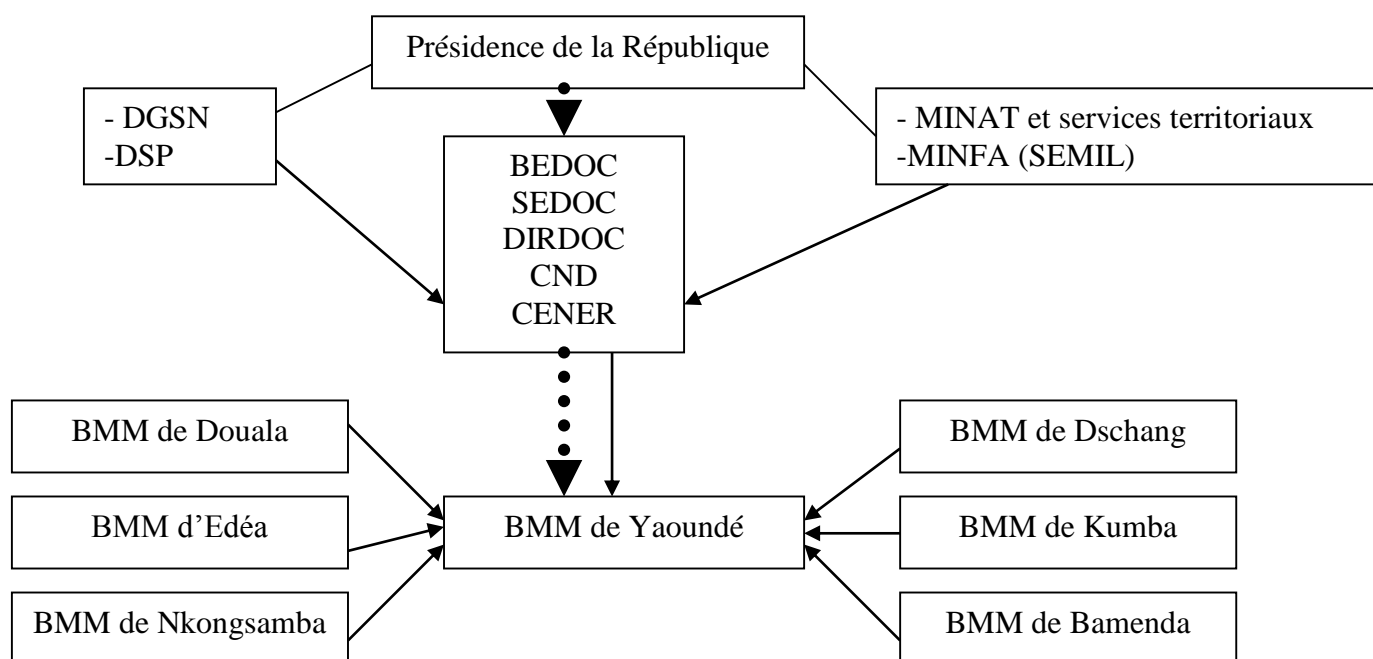 Présidence de la République
- DGSN
-DSP
- MINAT et services territoriaux
-MINFA (SEMIL)
BEDOC
SEDOC
DIRDOC
CND
CENER
BMM de Douala
BMM de Dschang
BMM d’Edéa
BMM de Yaoundé
BMM de Kumba
BMM de Nkongsamba
BMM de Bamenda